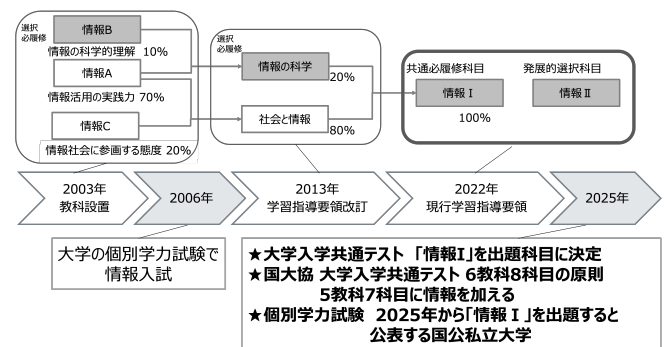 選択
必履修
情報B
情報の科学的理解 10%
情報A
情報活用の実践力 70%
情報C
情報社会に参画する態度 20%
選択
必履修
情報の科学
20%
社会と情報
80%
共通必履修科目
情報Ⅰ
100%
発展的選択科目
情報Ⅱ
2003年
教科設置
2006年
2013年
学習指導要領改訂
2022年
現行学習指導要領
2025年
大学の個別学力試験で
情報入試
★大学入学共通テスト 「情報Ⅰ」を出題科目に決定
★国大協 大学入学共通テスト 6教科8科目の原則
5教科7科目に情報を加える
★個別学力試験 2025年から「情報Ⅰ」を出題すると
公表する国公私立大学